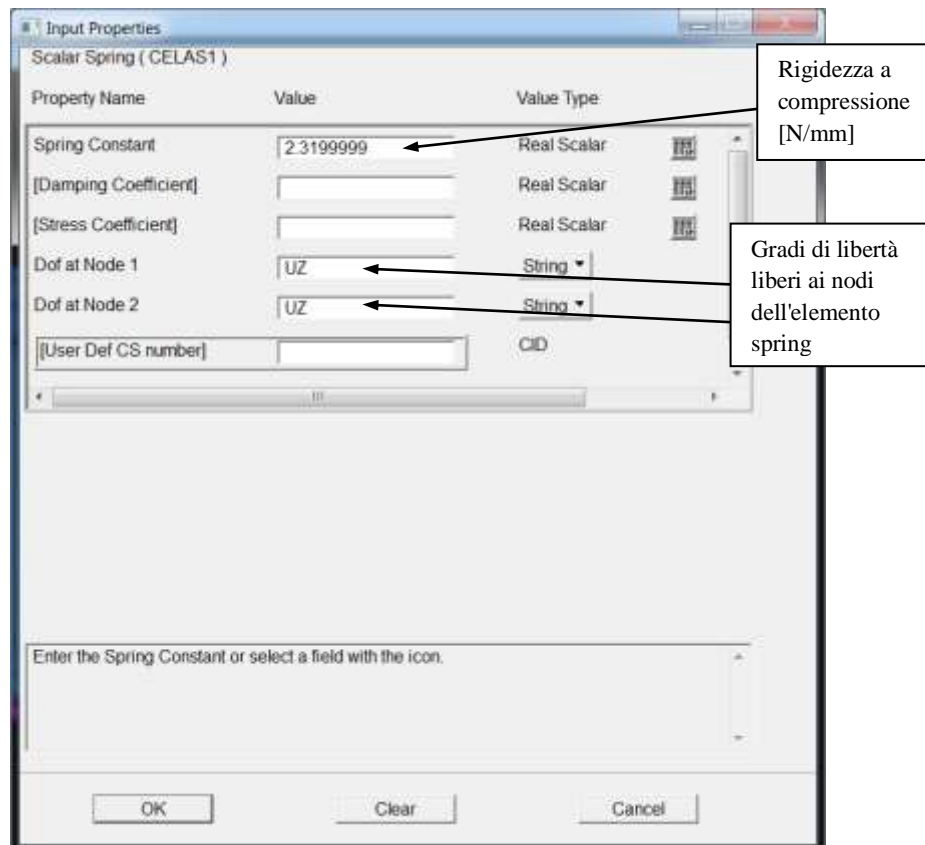 Input Properties
Scalar Spring ( CELAS1 )
Property Name Value Value Type
Spring Constant 2.3199999 Real Scalar
[Damping Coefficient] Real Scalar
[Stress Coefficient] Real Scalar
Dof at Node 1 UZ String
Dof at Node 2 UZ String
[User Def CS number] CID
Rigidezza a
compressione
[N/mm]
Gradi di libertà
liberi ai nodi
dell'elemento
spring
Enter the Spring Constant or select a field with the icon.
OK Clear Cancel